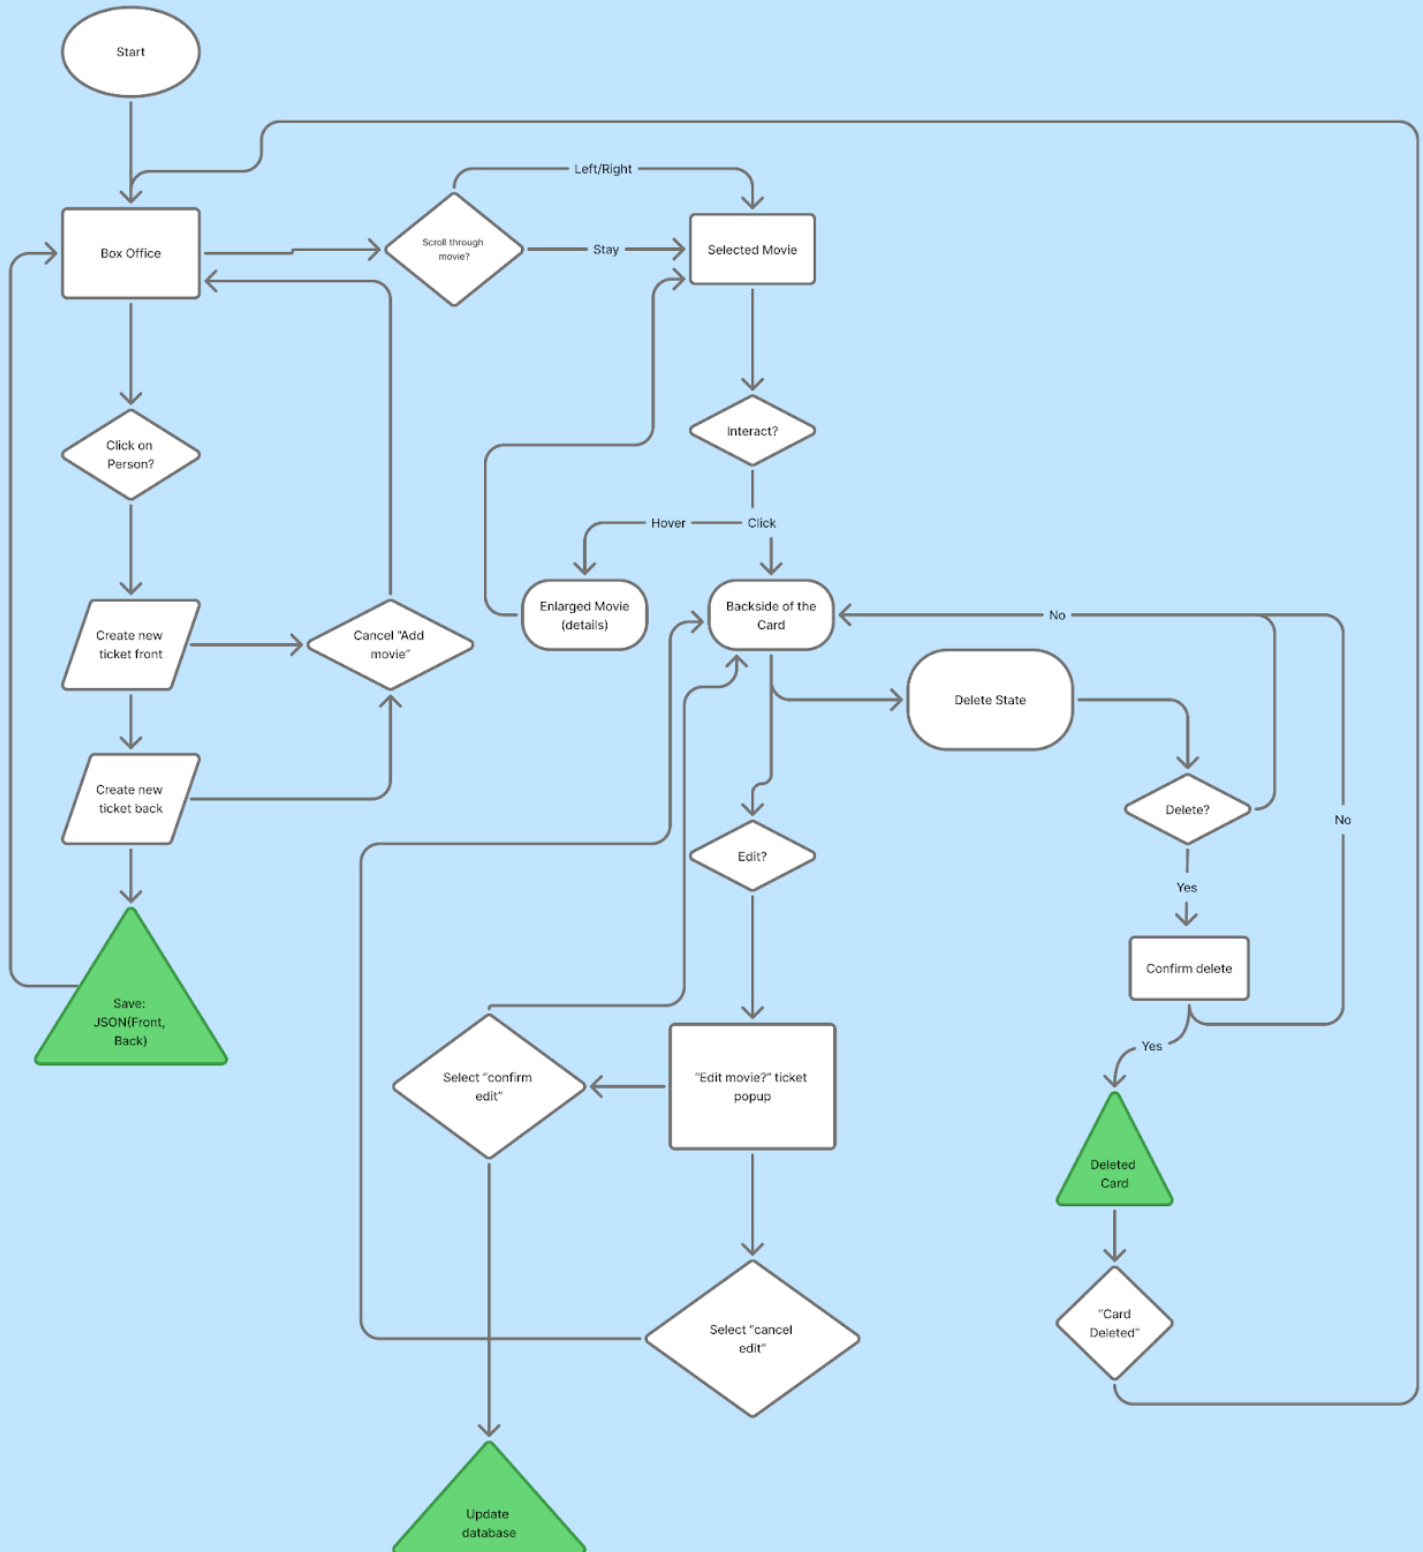 Start
Left/Right
Box Office
Scroll through
movie?
Stay
Selected Movie
Click on
Person?
Interact?
Hover
Click
Create new
ticket front
Cancel “Add
movie”
Enlarged Movie
(details)
Backside of the
Card
No
Delete State
Create new
ticket back
Delete?
No
Edit?
Yes
Confirm delete
Save:
JSON(Front,
Back)
Yes
Select “confirm
edit”
“Edit movie?” ticket
popup
Deleted
Card
Select “cancel
edit”
“Card
Deleted”
Update
database